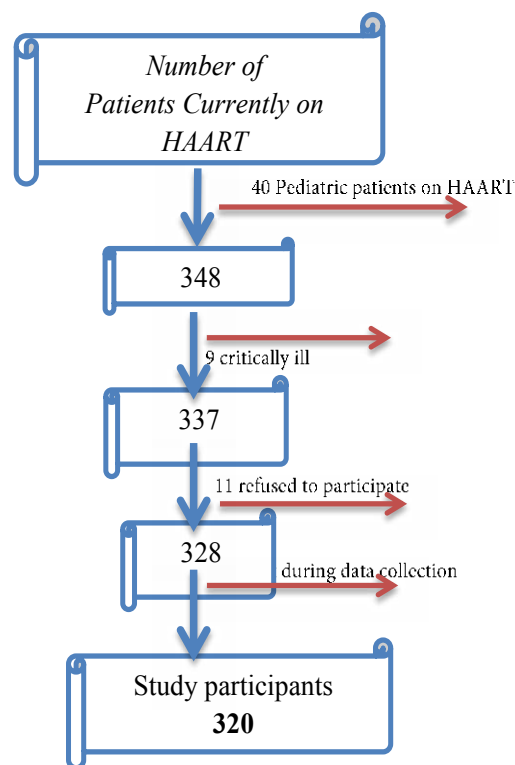 Number of
Patients Currently on
HAART
40 Pediatric patients on HAART
348
9 critically ill
337
11 refused to participate
328
during data collection
Study participants
320